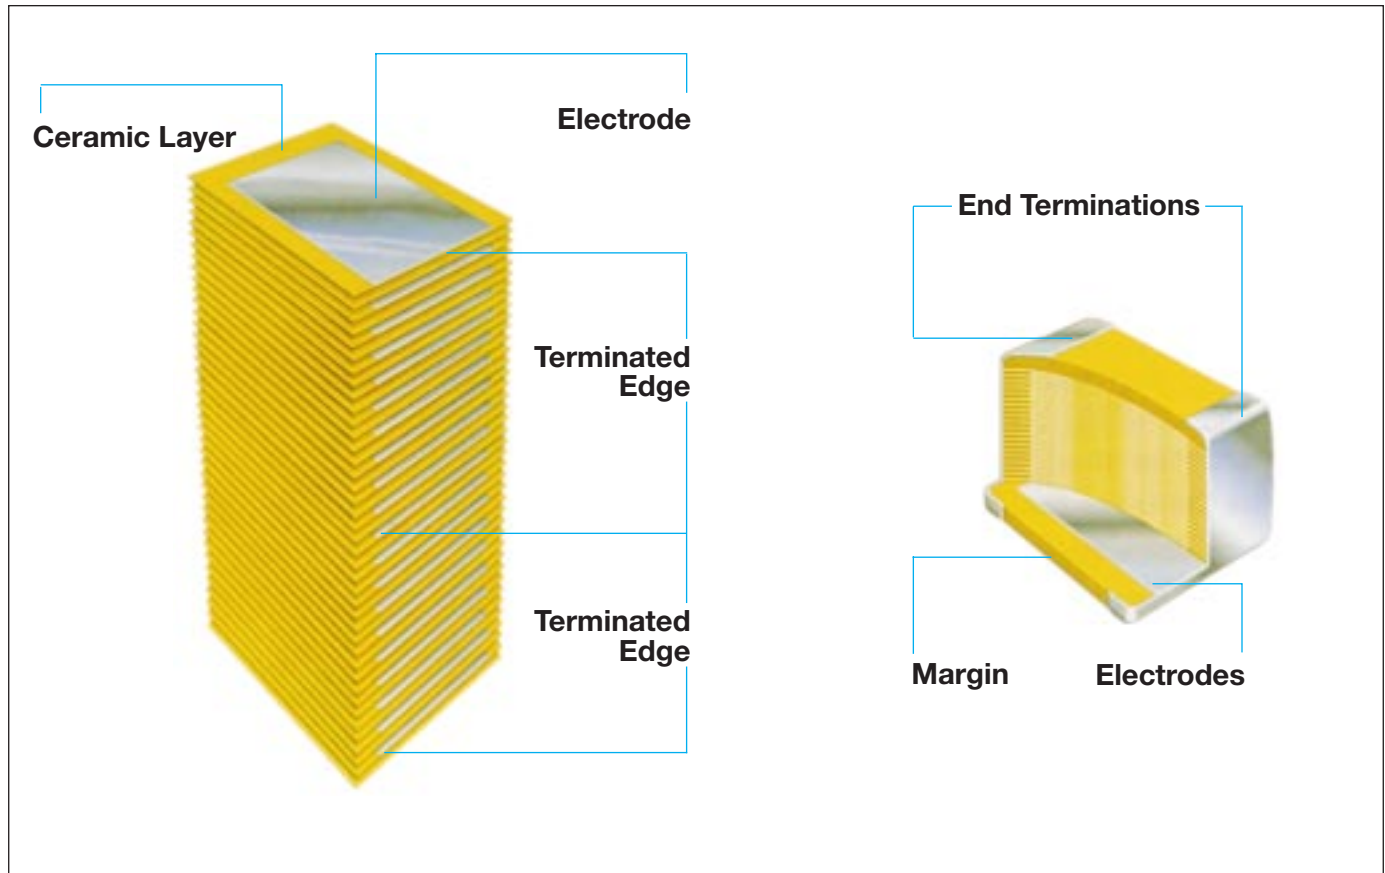 Ceramic Layer
Electrode
Terminated
Edge
Terminated
Edge
End Terminations
Margin
Electrodes